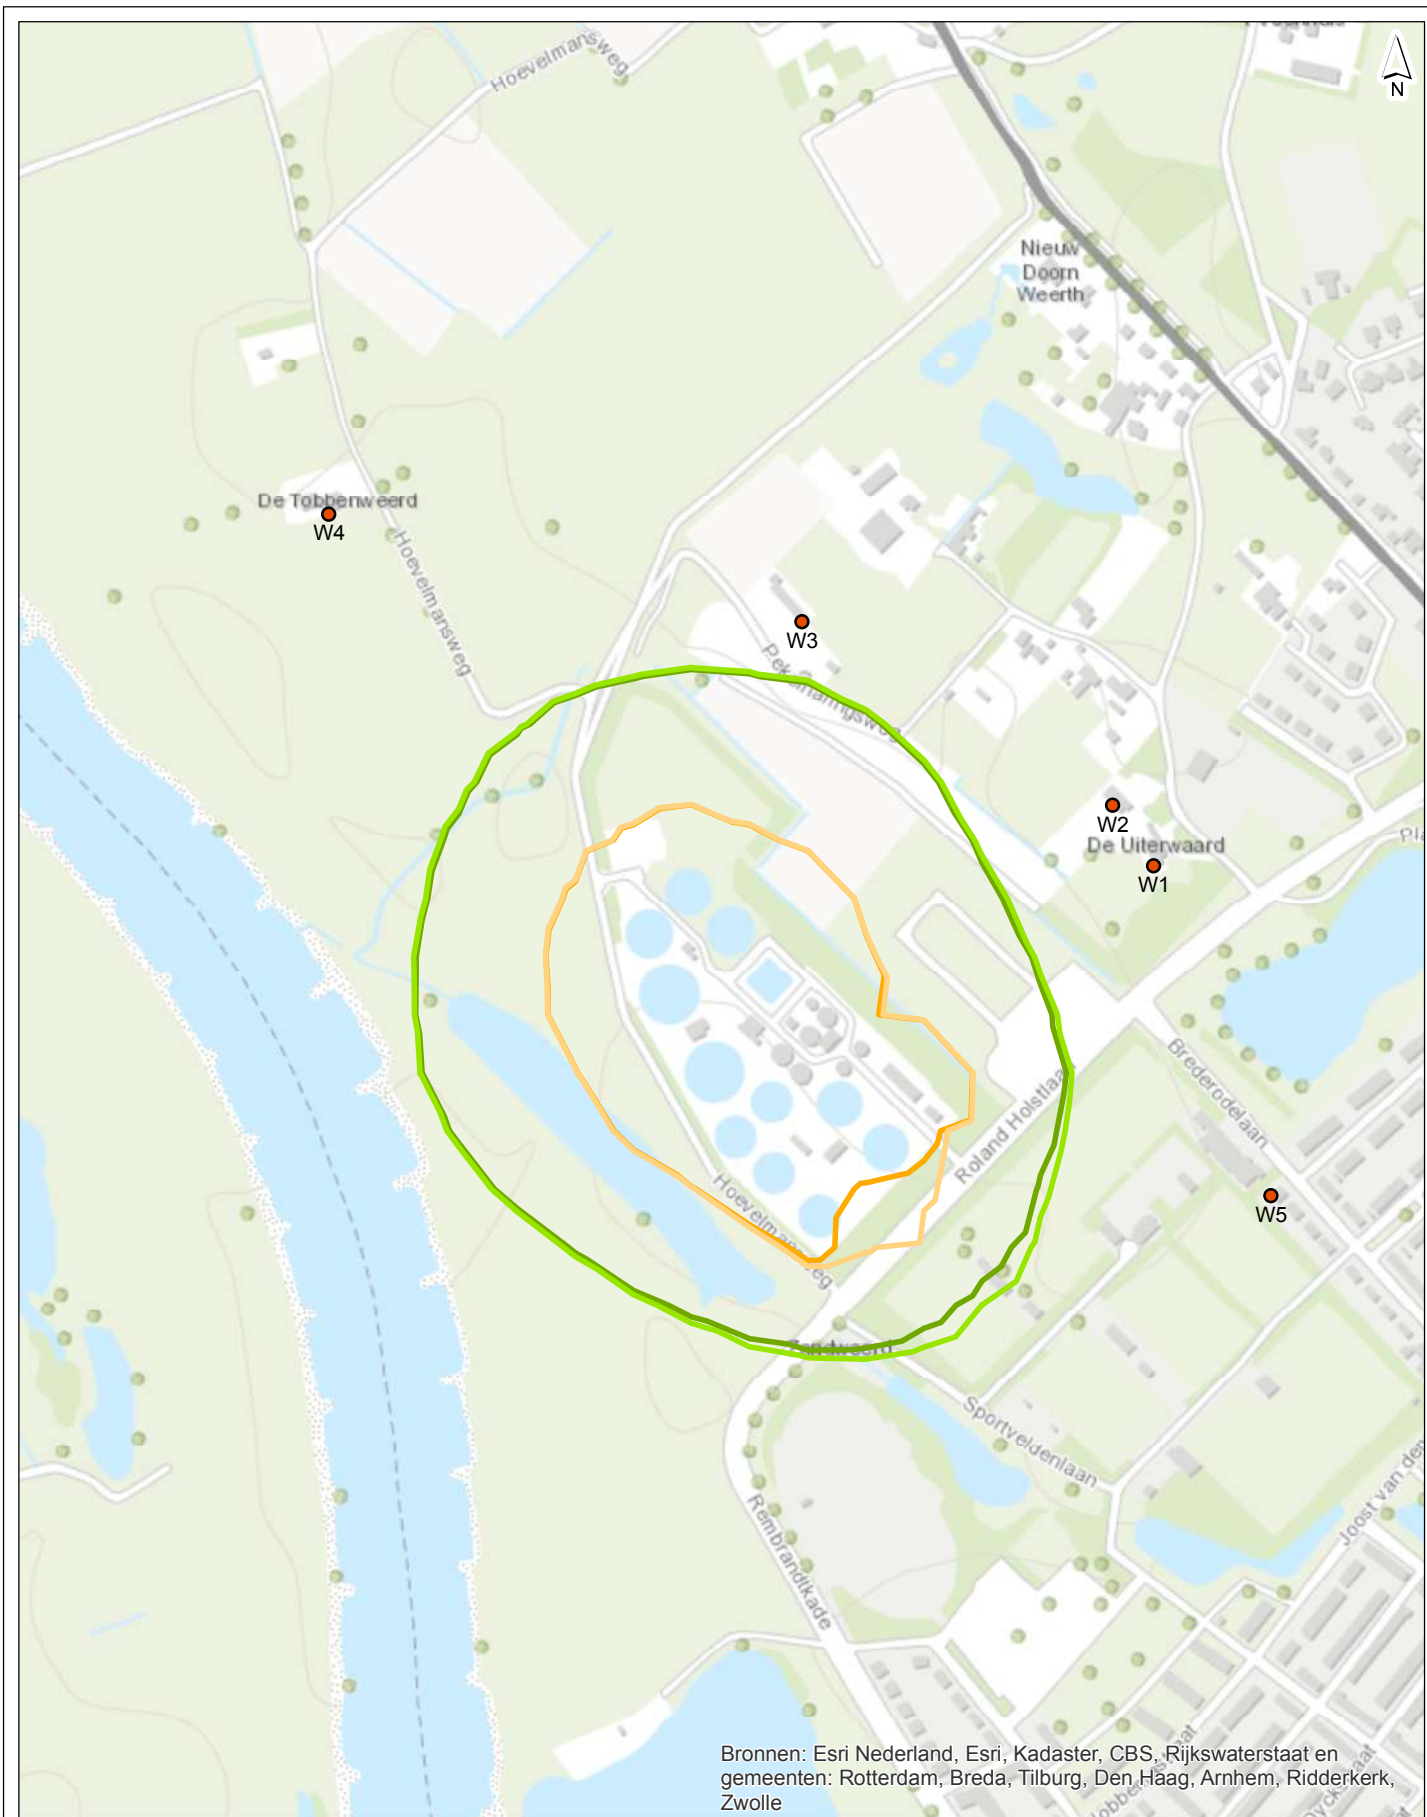 Hoevelmansweg
N
Nieuw
Doorn
Weerth
De Tobbenweerd
W4
Hoevelmansweg
W3
Pekelharingsweg
W2
De Uiterwaard
W1
Brederodelaan
Roland Holstlaan
W5
Hoevelmansweg
Zandweerd
Sportveldenlaan
Joost van den
Rembrandtkade
Bronnen: Esri Nederland, Esri, Kadaster, CBS, Rijkswaterstaat en
gemeenten: Rotterdam, Breda, Tilburg, Den Haag, Arnhem, Ridderkerk,
Zwolle